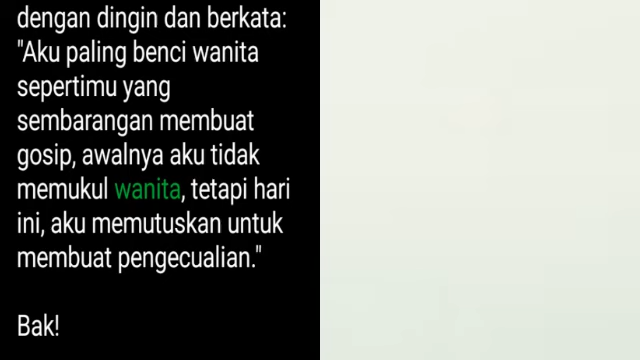 dengan dingin dan berkata:
"Aku paling benci wanita
sepertimu yang
sembarangan membuat
gosip, awalnya aku tidak
memukul wanita, tetapi hari
ini, aku memutuskan untuk
membuat pengecualian."
Bak!